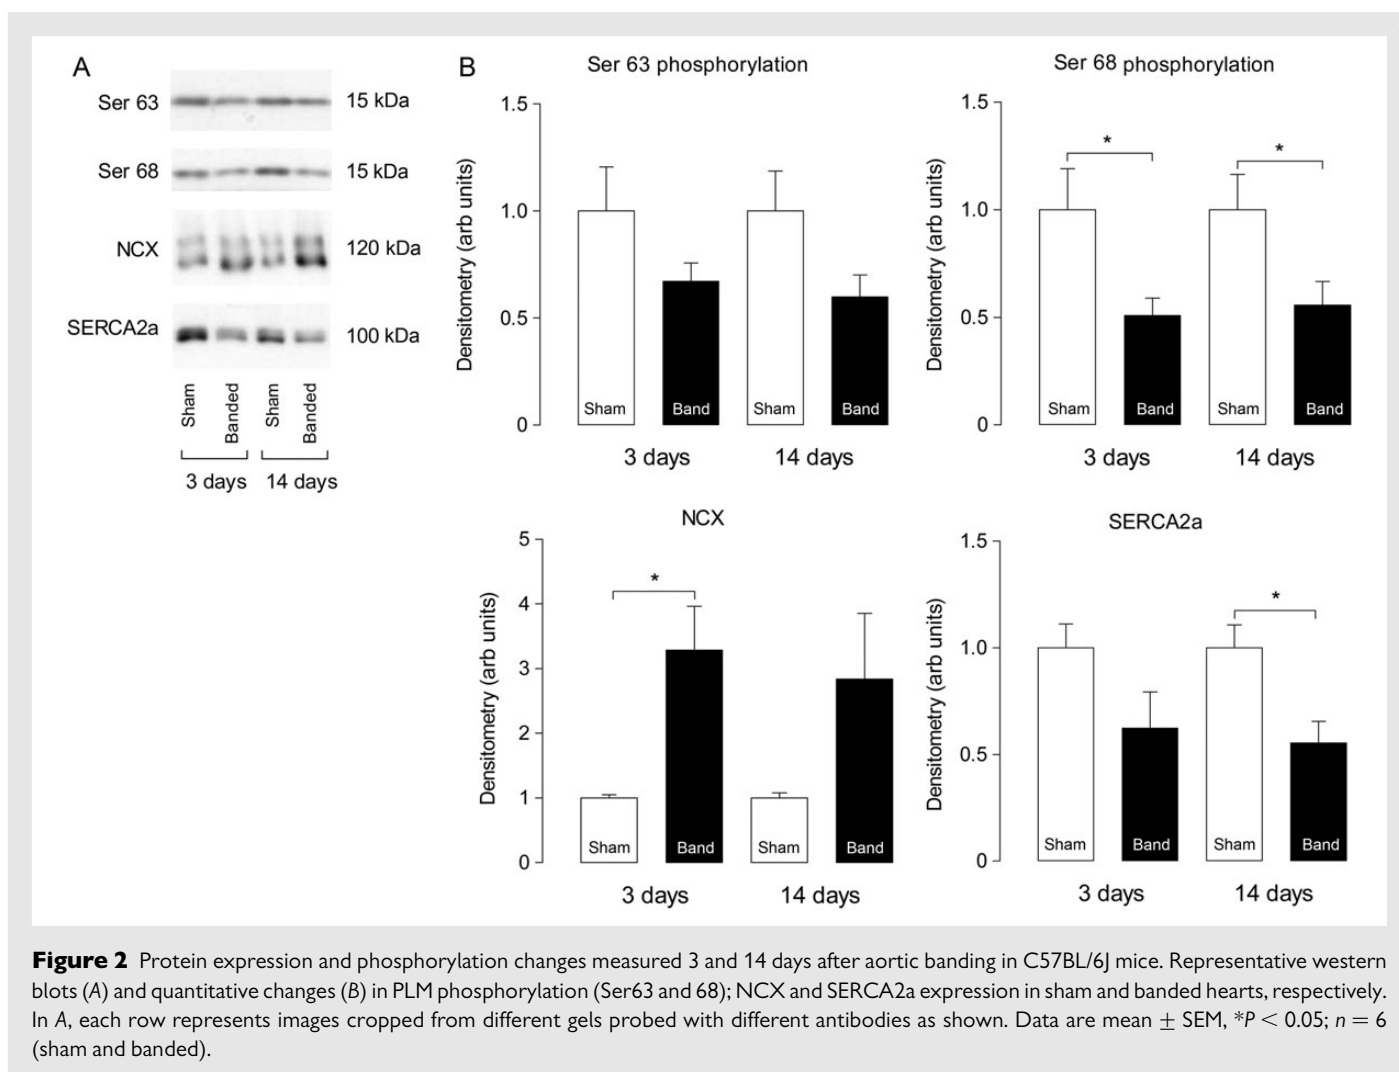 A
Ser 63 15 kDa
Ser 68 15 kDa
NCX 120 kDa
SERCA2a 100 kDa
Sham Banded Sham Banded
3 days 14 days
B
Ser 63 phosphorylation
Densitometry (arb units)
1.5
1.0
0.5
0
Sham Band Sham Band
3 days 14 days
Ser 68 phosphorylation
Densitometry (arb units)
1.5
1.0
0.5
0
* *
Sham Band Sham Band
3 days 14 days
NCX
Densitometry (arb units)
5
4
3
2
1
0
*
Sham Band Sham Band
3 days 14 days
SERCA2a
Densitometry (arb units)
1.5
1.0
0.5
0
*
Sham Band Sham Band
3 days 14 days
Figure 2 Protein expression and phosphorylation changes measured 3 and 14 days after aortic banding in C57BL/6J mice. Representative western
blots (A) and quantitative changes (B) in PLM phosphorylation (Ser63 and 68); NCX and SERCA2a expression in sham and banded hearts, respectively.
In A, each row represents images cropped from different gels probed with different antibodies as shown. Data are mean ± SEM, *P < 0.05; n = 6
(sham and banded).